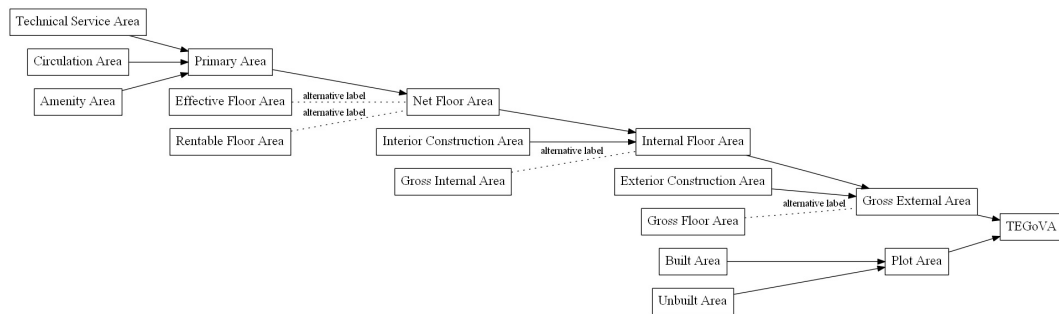 Technical Service Area
Circulation Area
Primary Area
Amenity Area
Effective Floor Area
alternative label
Net Floor Area
alternative label
Rentable Floor Area
Interior Construction Area
Internal Floor Area
alternative label
Gross Internal Area
Exterior Construction Area
Gross External Area
alternative label
Gross Floor Area
TEGoVA
Built Area
Plot Area
Unbuilt Area